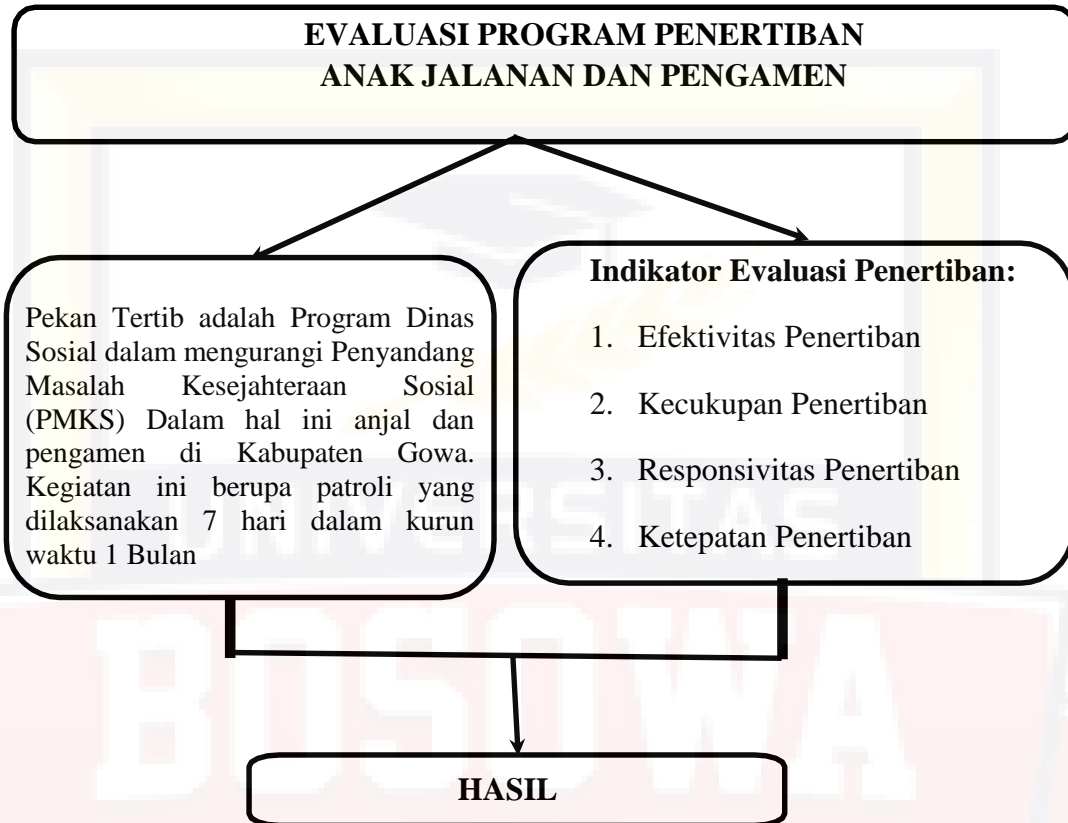 EVALUASI PROGRAM PENERTIBAN
ANAK JALANAN DAN PENGAMEN
Pekan Tertib adalah Program Dinas
Sosial dalam mengurangi Penyandang
Masalah Kesejahteraan Sosial
(PMKS) Dalam hal ini anjal dan
pengamen di Kabupaten Gowa.
Kegiatan ini berupa patroli yang
dilaksanakan 7 hari dalam kurun
waktu 1 Bulan
Indikator Evaluasi Penertiban:
1. Efektivitas Penertiban
2. Kecukupan Penertiban
3. Responsivitas Penertiban
4. Ketepatan Penertiban
UNIVERSITAS
BOSOWA
HASIL